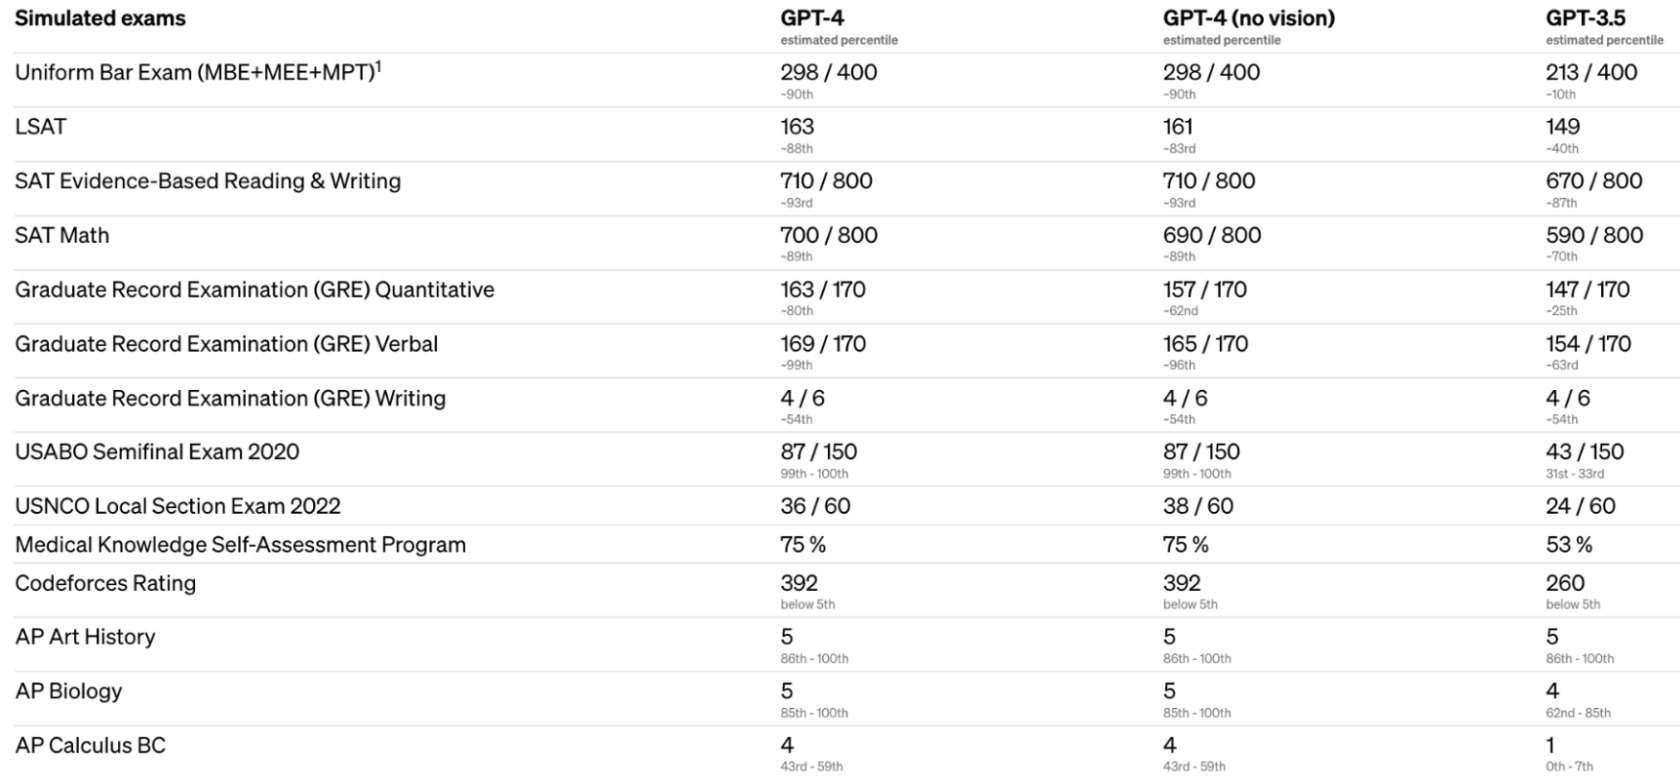 Simulated exams GPT-4 GPT-4 (no vision) GPT-3.5
estimated percentile estimated percentile estimated percentile
Uniform Bar Exam (MBE+MEE+MPT)¹ 298 / 400 298 / 400 213 / 400
~90th ~90th ~10th
LSAT 163 161 149
~88th ~83rd ~40th
SAT Evidence-Based Reading & Writing 710 / 800 710 / 800 670 / 800
~93rd ~93rd ~87th
SAT Math 700 / 800 690 / 800 590 / 800
~89th ~89th ~70th
Graduate Record Examination (GRE) Quantitative 163 / 170 157 / 170 147 / 170
~80th ~62nd ~25th
Graduate Record Examination (GRE) Verbal 169 / 170 165 / 170 154 / 170
~99th ~96th ~63rd
Graduate Record Examination (GRE) Writing 4 / 6 4 / 6 4 / 6
~54th ~54th ~54th
USABO Semifinal Exam 2020 87 / 150 87 / 150 43 / 150
99th - 100th 99th - 100th 31st - 33rd
USNCO Local Section Exam 2022 36 / 60 38 / 60 24 / 60
Medical Knowledge Self-Assessment Program 75 % 75 % 53 %
Codeforces Rating 392 392 260
below 5th below 5th below 5th
AP Art History 5 5 5
86th - 100th 86th - 100th 86th - 100th
AP Biology 5 5 4
85th - 100th 85th - 100th 62nd - 85th
AP Calculus BC 4 4 1
43rd - 59th 43rd - 59th 0th - 7th